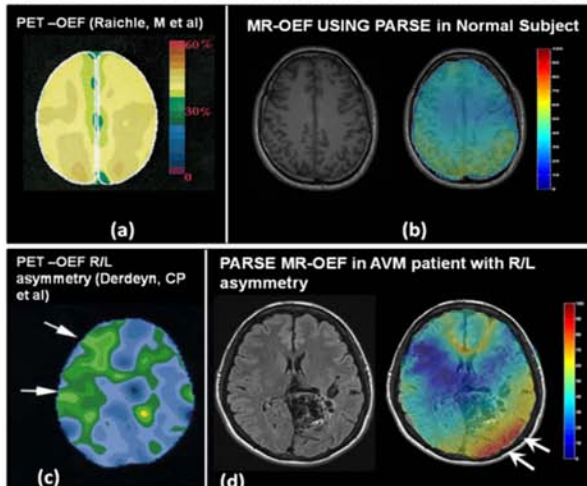 PET –OEF (Raichle, M et al)
60%
30%
0
(a)
MR-OEF USING PARSE in Normal Subject
(b)
PET –OEF R/L
asymmetry (Derdeyn, CP
et al)
(c)
PARSE MR-OEF in AVM patient with R/L
asymmetry
(d)